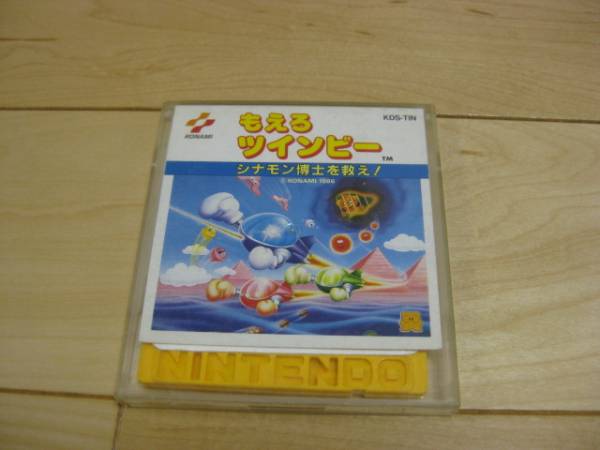 KONAMI
もえろ
ツインビー
TM
KDS-TIN
シナモン博士を救え!
© KONAMI 1986
NINTENDO